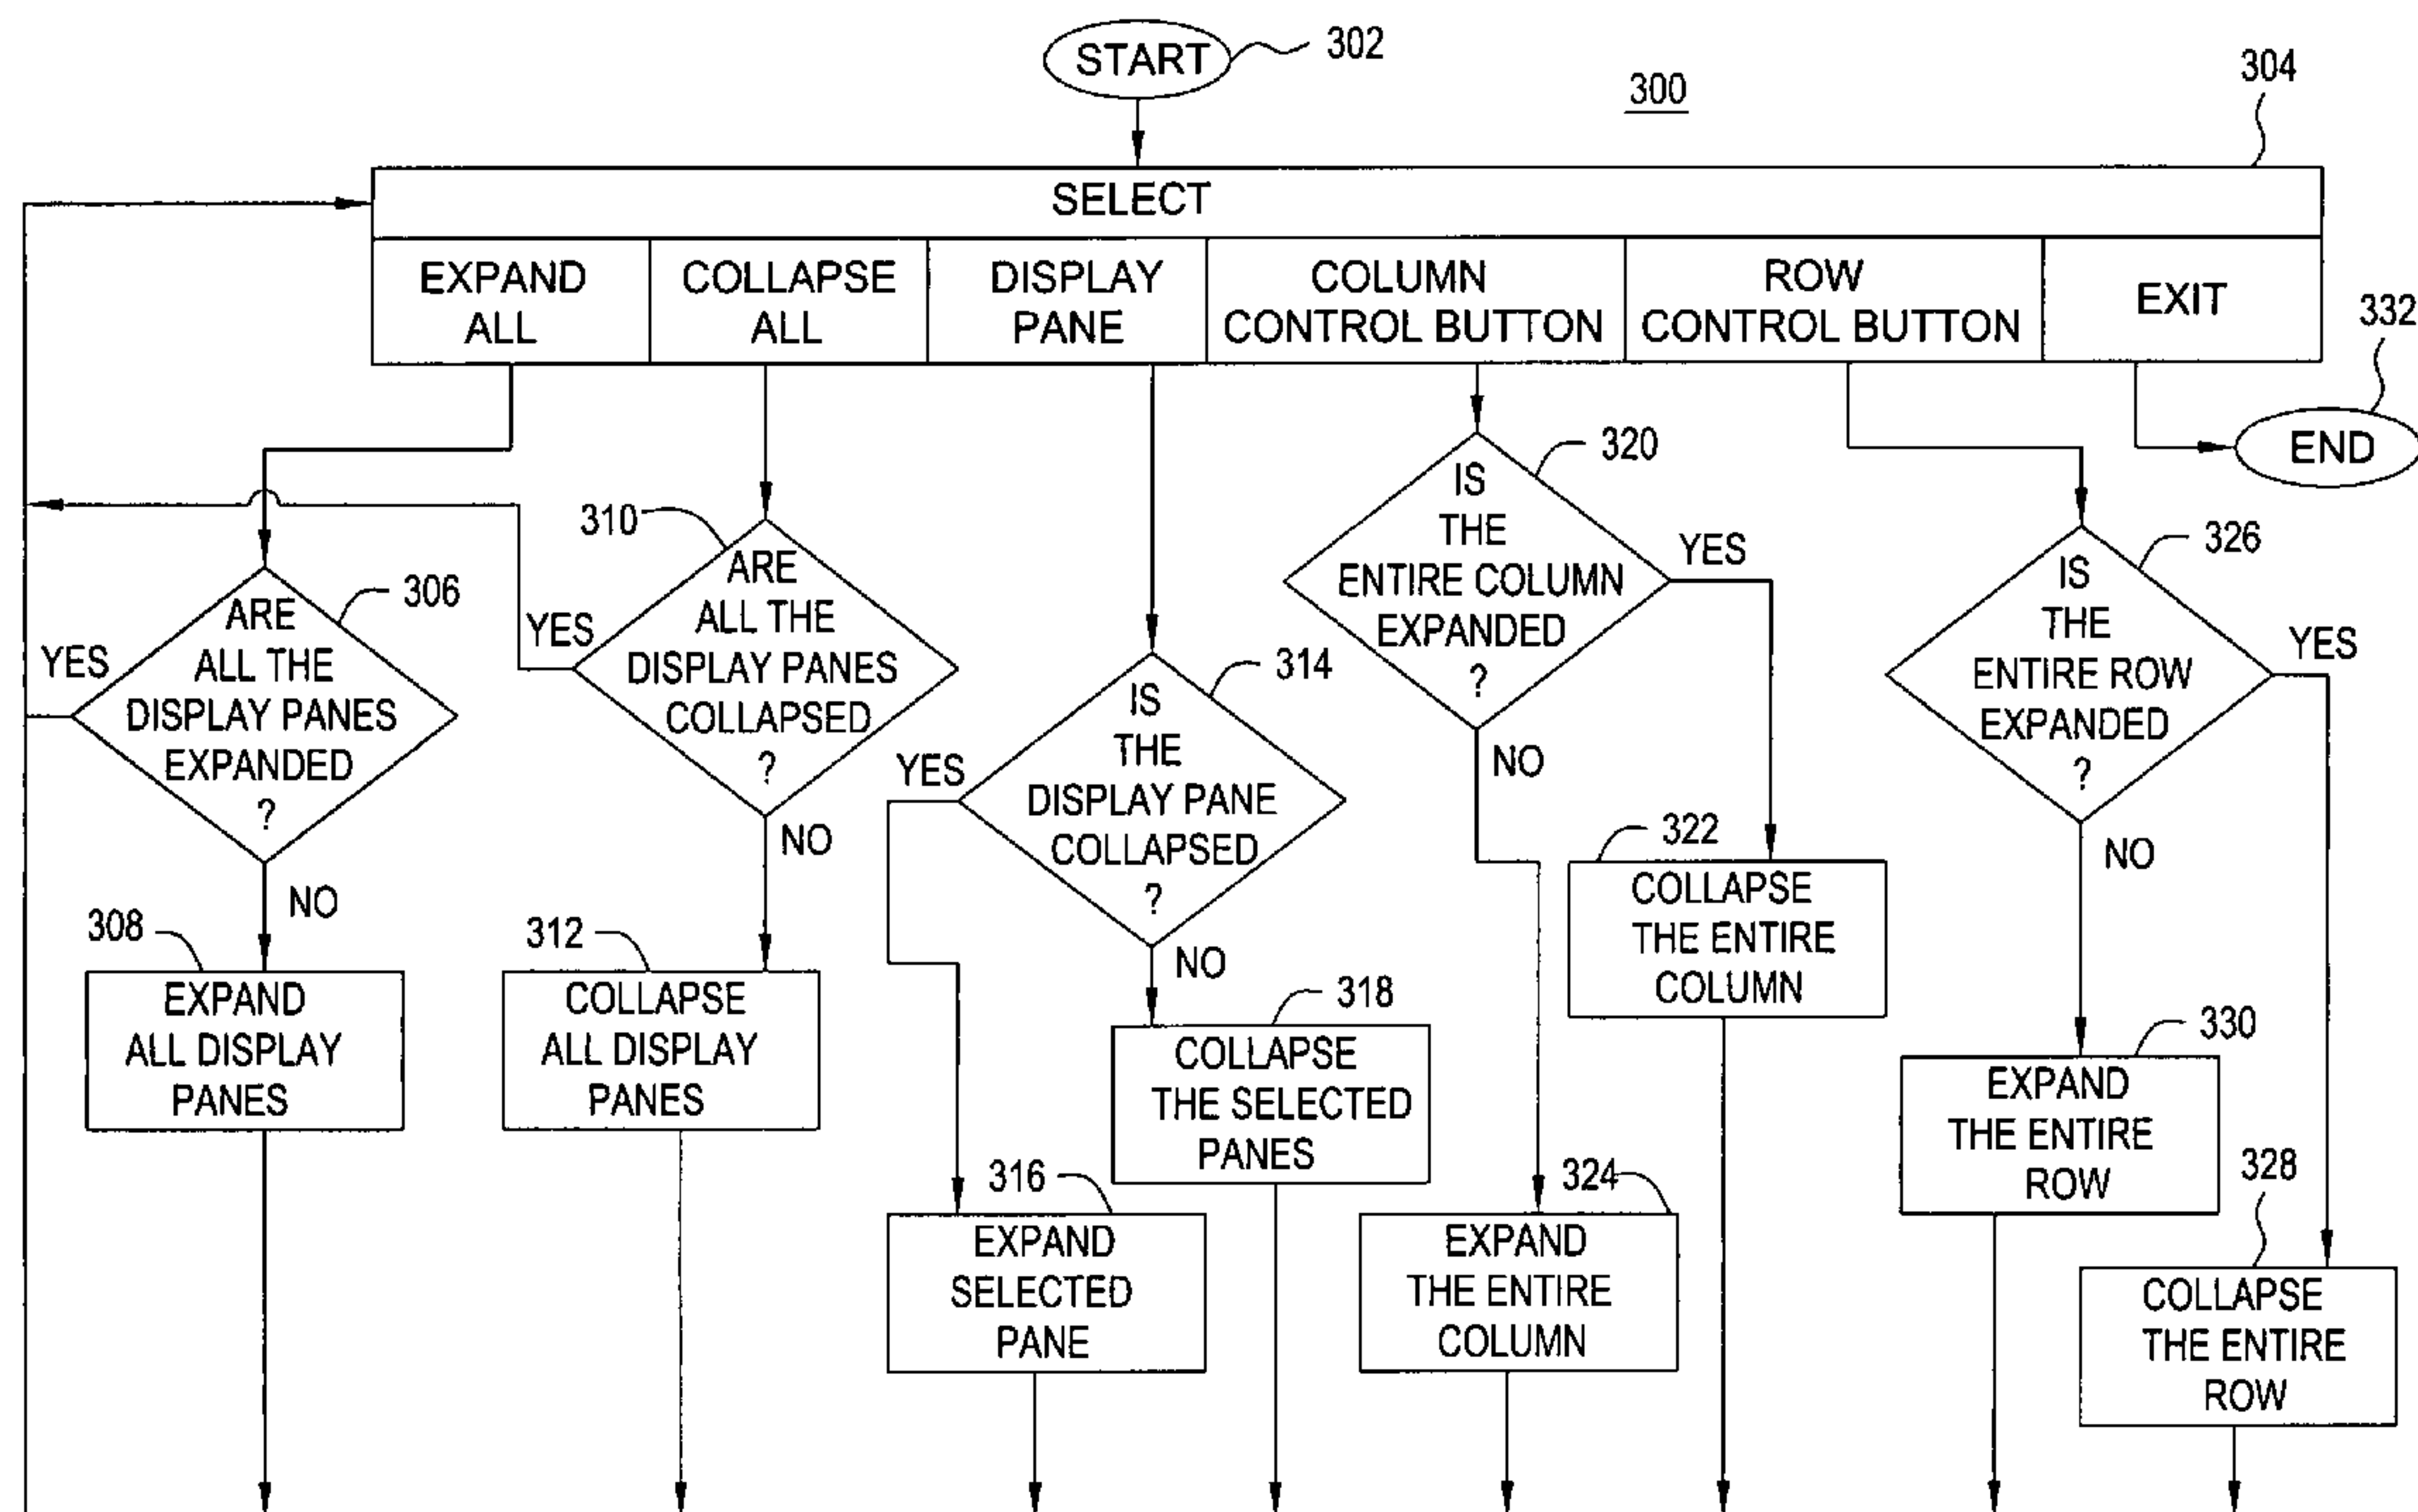 START
302
300
304
SELECT
EXPAND
ALL
COLLAPSE
ALL
DISPLAY
PANE
COLUMN
CONTROL BUTTON
ROW
CONTROL BUTTON
EXIT
332
END
306
ARE
ALL THE
DISPLAY PANES
EXPANDED
?
YES
NO
308
EXPAND
ALL DISPLAY
PANES
310
ARE
ALL THE
DISPLAY PANES
COLLAPSED
?
YES
NO
312
COLLAPSE
ALL DISPLAY
PANES
314
IS
THE
DISPLAY PANE
COLLAPSED
?
YES
NO
318
COLLAPSE
THE SELECTED
PANES
316
EXPAND
SELECTED
PANE
320
IS
THE
ENTIRE COLUMN
EXPANDED
?
YES
NO
322
COLLAPSE
THE ENTIRE
COLUMN
324
EXPAND
THE ENTIRE
COLUMN
326
IS
THE
ENTIRE ROW
EXPANDED
?
YES
NO
330
EXPAND
THE ENTIRE
ROW
328
COLLAPSE
THE ENTIRE
ROW